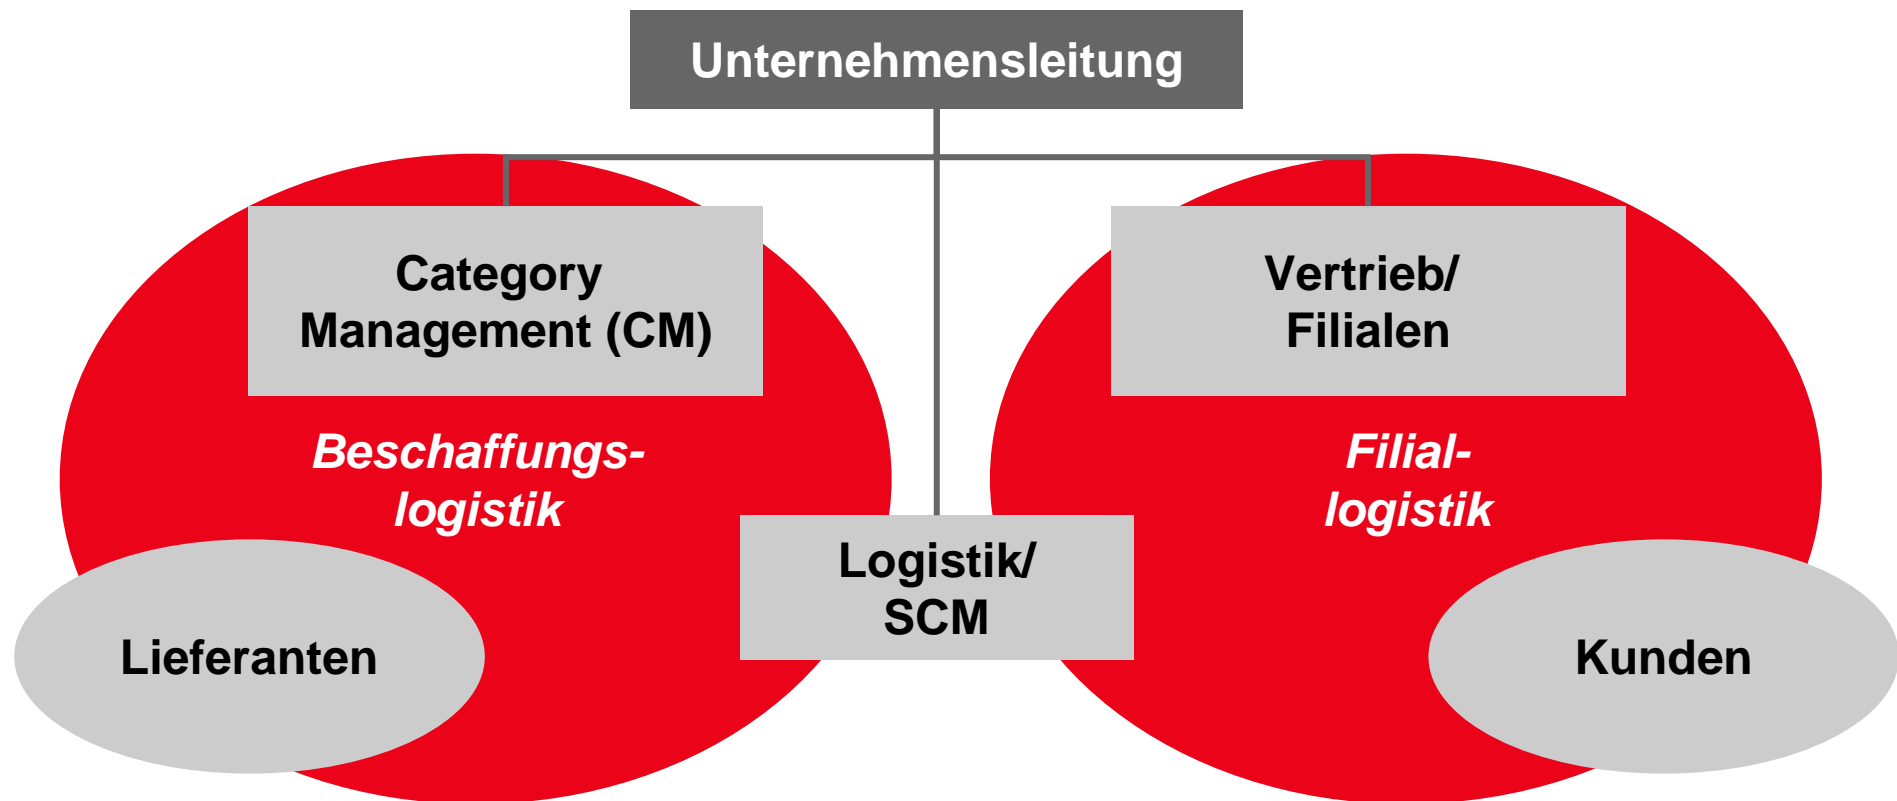 Unternehmensleitung
Category
Management (CM)
Vertrieb/
Filialen
Beschaffungs-
logistik
Filial-
logistik
Logistik/
SCM
Lieferanten
Kunden